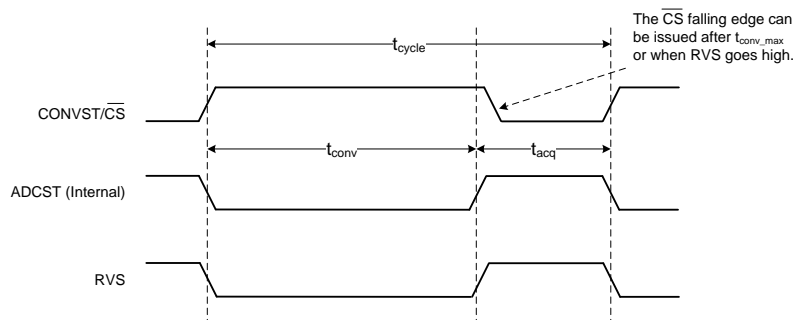 The CS falling edge can
be issued after tconv_max
or when RVS goes high.
tcycle
CONVST/CS
tconv
tacq
ADCST (Internal)
RVS